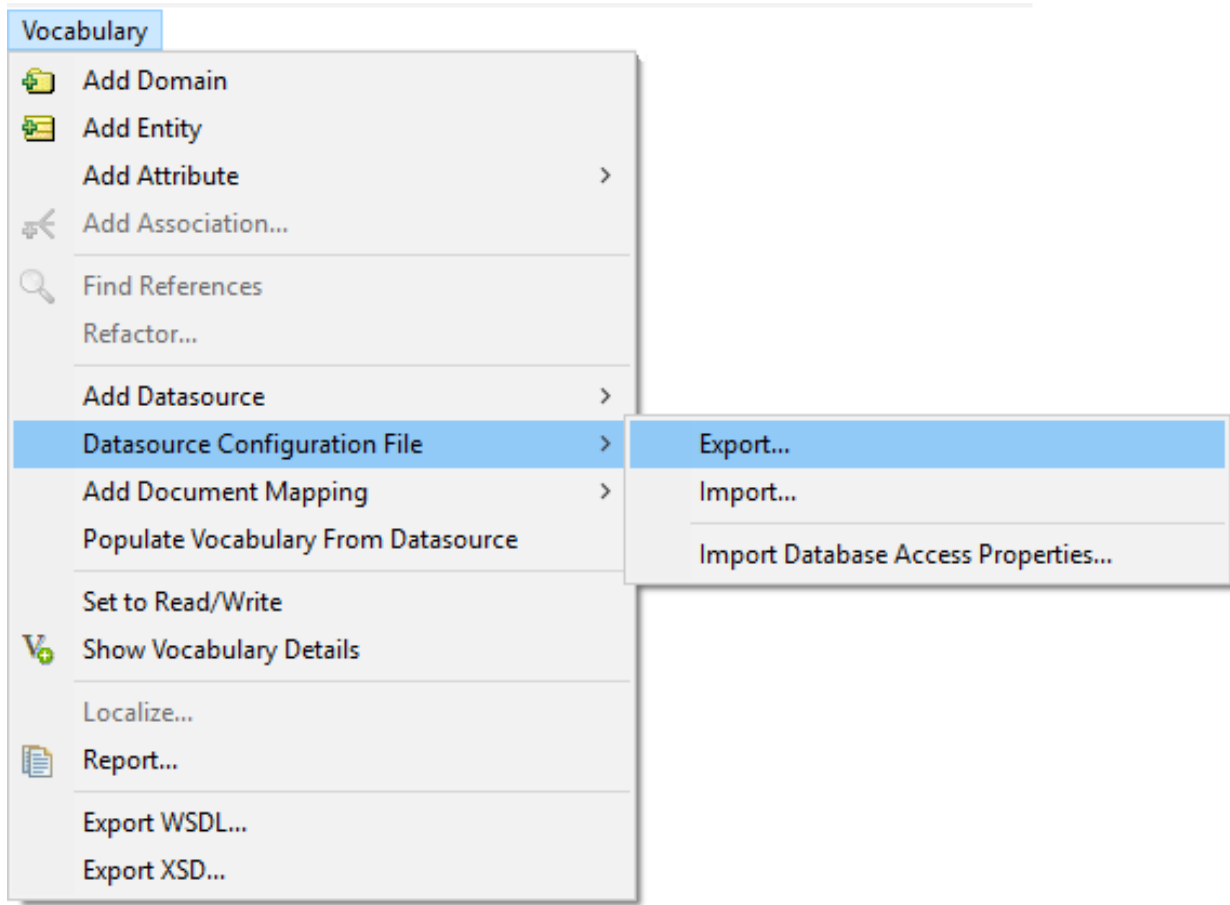 Vocabulary
Add Domain
Add Entity
Add Attribute
Add Association...
Find References
Refactor...
Add Datasource
Datasource Configuration File
Export...
Add Document Mapping
Import...
Populate Vocabulary From Datasource
Import Database Access Properties...
Set to Read/Write
Show Vocabulary Details
Localize...
Report...
Export WSDL...
Export XSD...